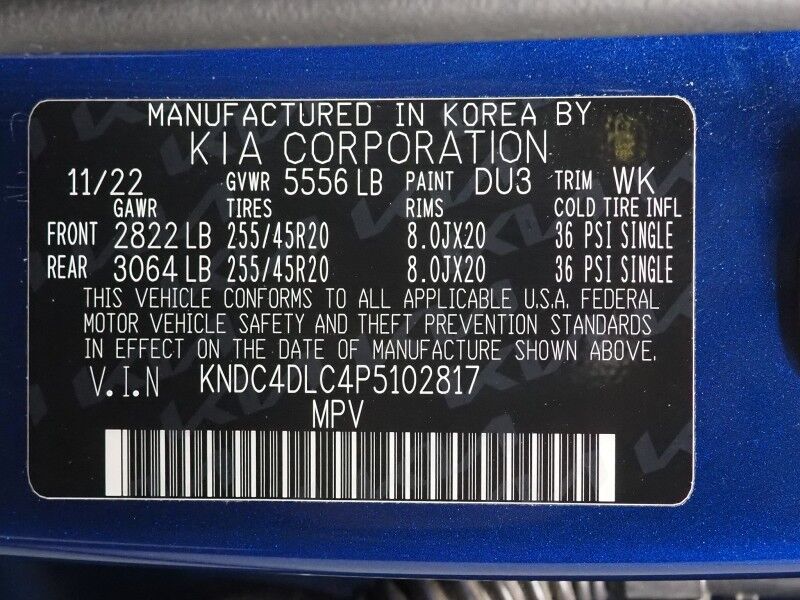 MANUFACTURED IN KOREA BY
KIA CORPORATION
11/22 GVWR 5556 LB PAINT DU3 TRIM WK
GAWR TIRES RIMS COLD TIRE INFL
FRONT 2822 LB 255/45R20 8.0JX20 36 PSI SINGLE
REAR 3064 LB 255/45R20 8.0JX20 36 PSI SINGLE
THIS VEHICLE CONFORMS TO ALL APPLICABLE U.S.A. FEDERAL
MOTOR VEHICLE SAFETY AND THEFT PREVENTION STANDARDS
IN EFFECT ON THE DATE OF MANUFACTURE SHOWN ABOVE.
V.I.N KNDC4DLC4P5102817
MPV